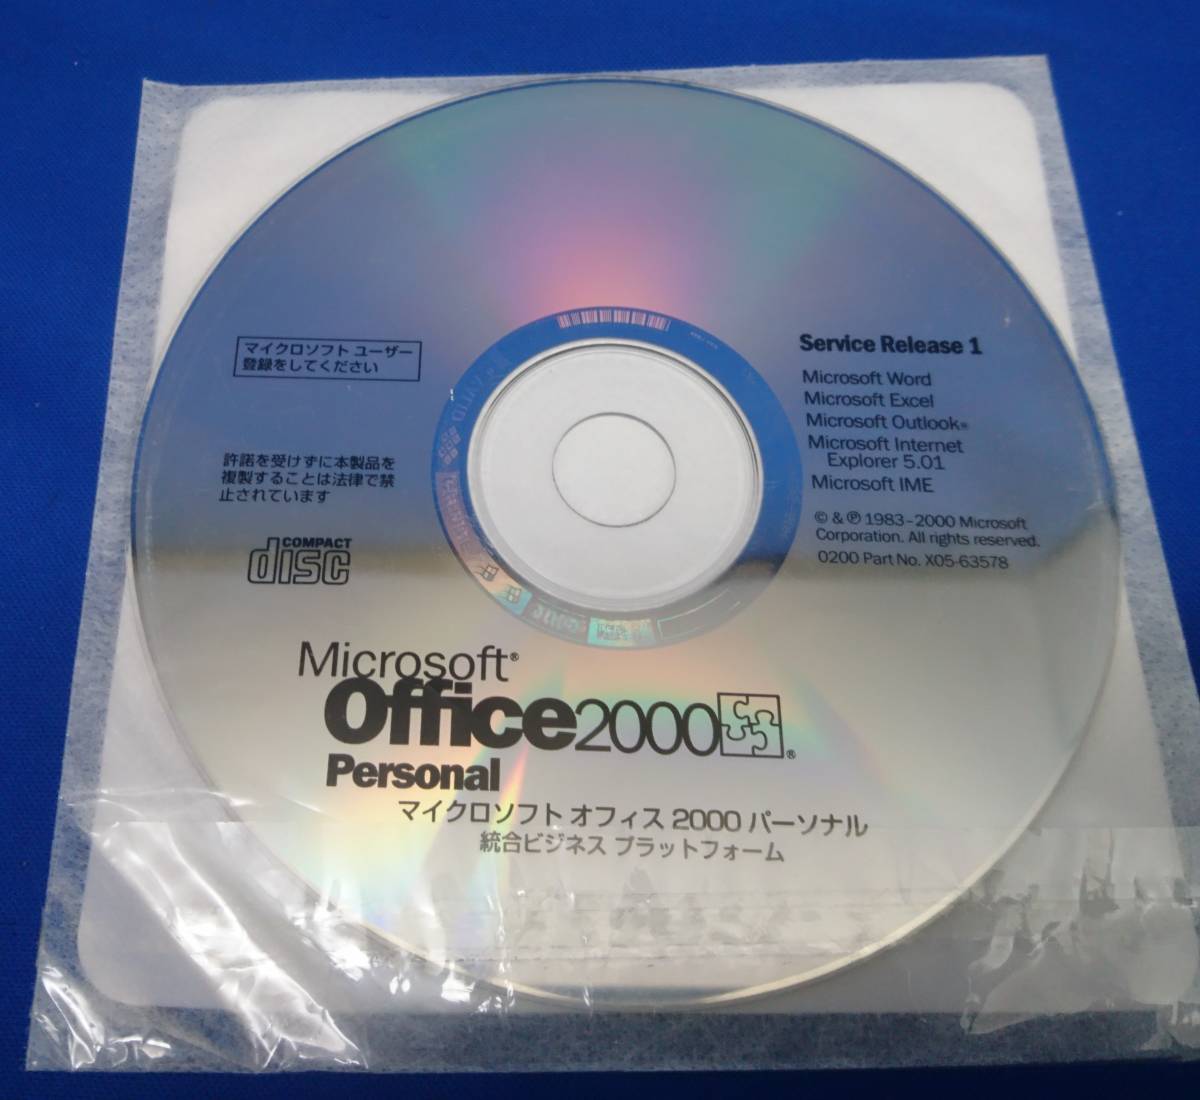 マイクロソフト ユーザー
登録をしてください
許諾を受けずに本製品を
複製することは法律で禁
止されています
COMPACT
disc
Service Release 1
Microsoft Word
Microsoft Excel
Microsoft Outlook®
Microsoft Internet
Explorer 5.01
Microsoft IME
© & ℗ 1983-2000 Microsoft
Corporation. All rights reserved.
0200 Part No. X05-63578
Microsoft®
Office2000®
Personal
マイクロソフト オフィス 2000 パーソナル
統合ビジネス プラットフォーム